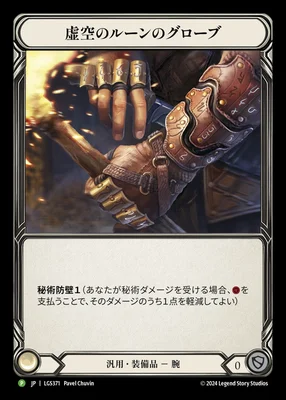 虚空のルーンのグローブ
秘術防壁1(あなたが秘術ダメージを受ける場合、を
支払うことで、そのダメージのうち1点を軽減してよい)
汎用・装備品 － 腕
0
P JP | LGS371 Pavel Chuvin
© 2024 Legend Story Studios